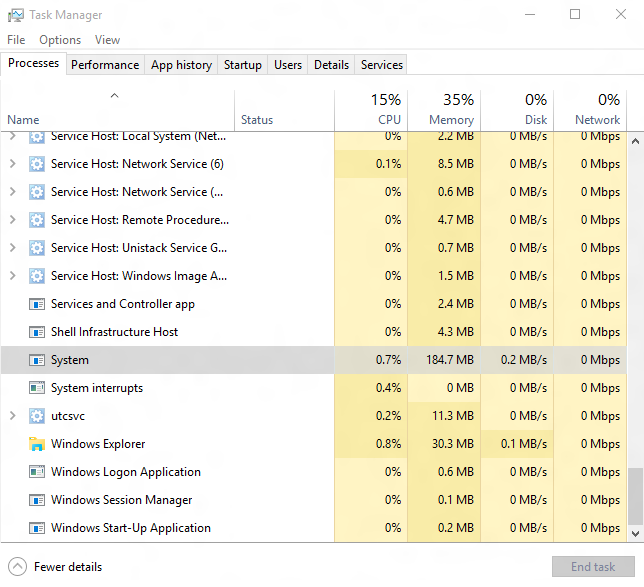 Task Manager
File Options View
Processes Performance App history Startup Users Details Services
15% 35% 0% 0%
Name Status CPU Memory Disk Network
Service Host: Local System (Net... 0% 2.2 MB 0 MB/s 0 Mbps
Service Host: Network Service (6) 0.1% 8.5 MB 0 MB/s 0 Mbps
Service Host: Network Service (... 0% 0.6 MB 0 MB/s 0 Mbps
Service Host: Remote Procedure... 0% 4.7 MB 0 MB/s 0 Mbps
Service Host: Unistack Service G... 0% 0.7 MB 0 MB/s 0 Mbps
Service Host: Windows Image A... 0% 1.5 MB 0 MB/s 0 Mbps
Services and Controller app 0% 2.4 MB 0 MB/s 0 Mbps
Shell Infrastructure Host 0% 4.3 MB 0 MB/s 0 Mbps
System 0.7% 184.7 MB 0.2 MB/s 0 Mbps
System interrupts 0.4% 0 MB 0 MB/s 0 Mbps
utcsvc 0.2% 11.3 MB 0 MB/s 0 Mbps
Windows Explorer 0.8% 30.3 MB 0.1 MB/s 0 Mbps
Windows Logon Application 0% 0.6 MB 0 MB/s 0 Mbps
Windows Session Manager 0% 0.1 MB 0 MB/s 0 Mbps
Windows Start-Up Application 0% 0.2 MB 0 MB/s 0 Mbps
Fewer details End task